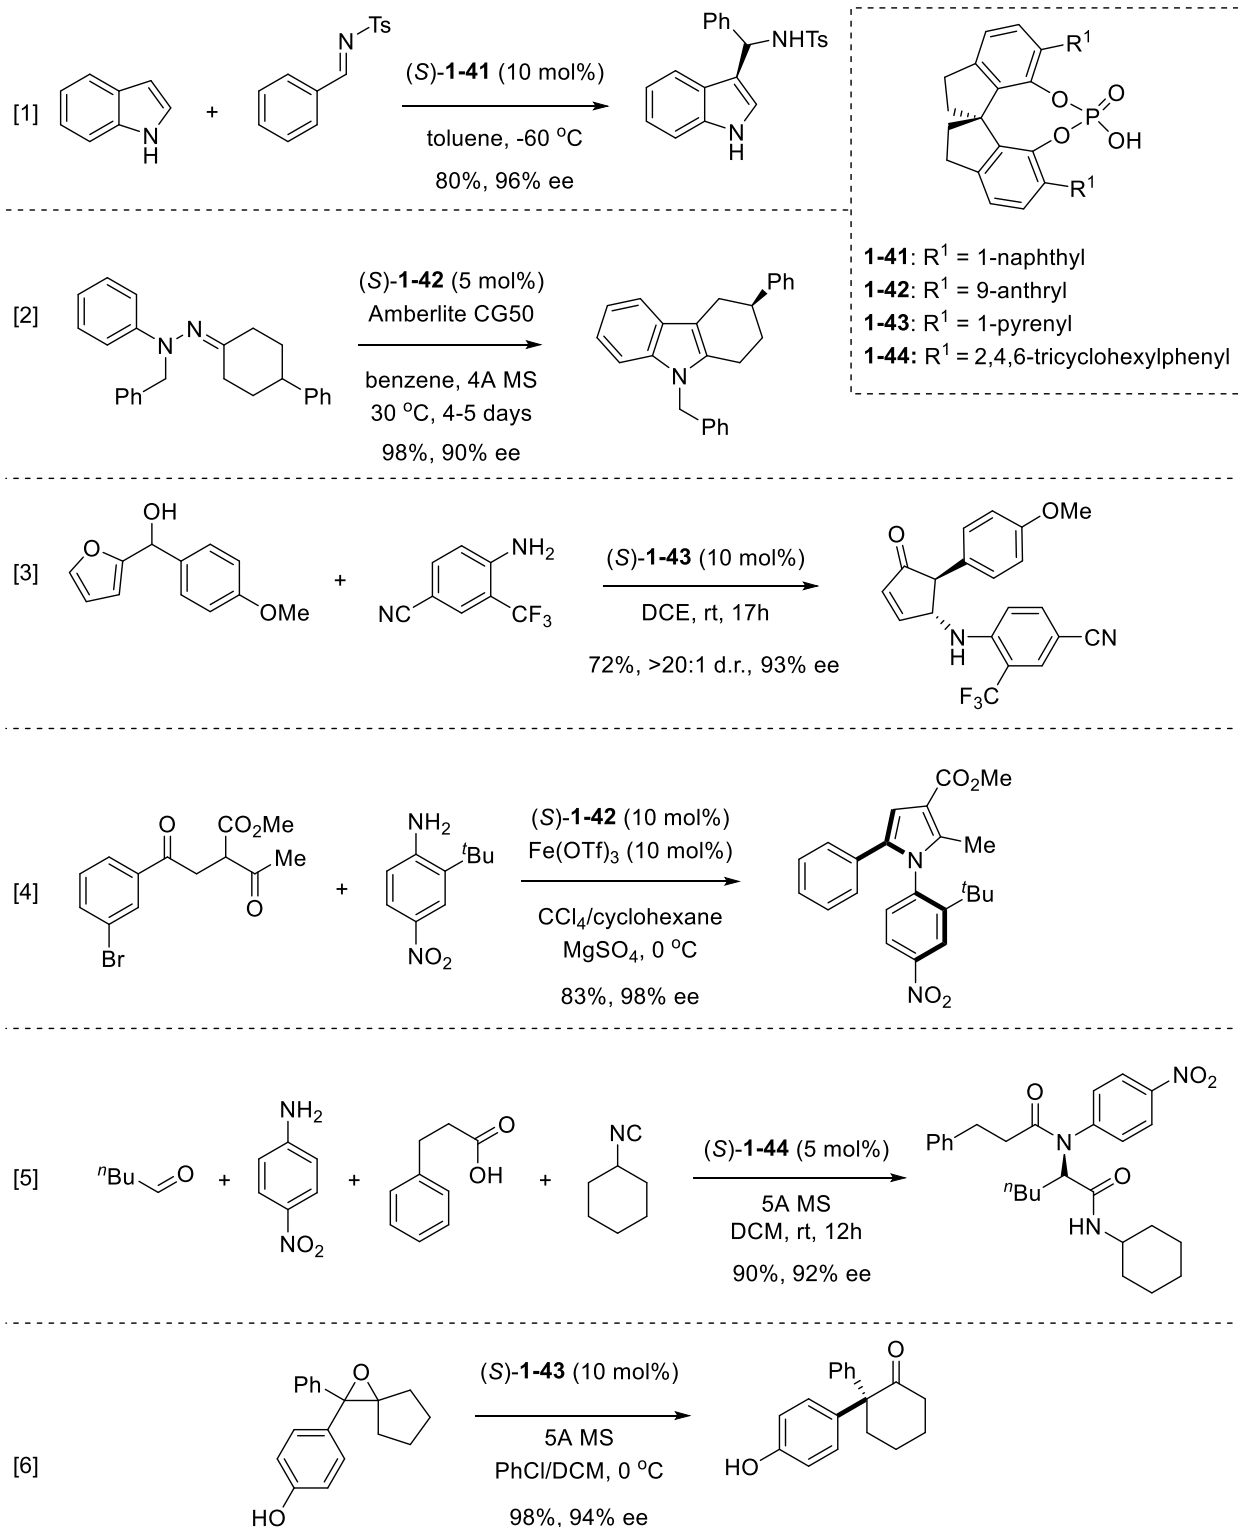 [1]
N
H
+
N
Ts
(S)-1-41 (10 mol%)
toluene, -60 °C
80%, 96% ee
Ph
NHTs
N
H
R¹
O
O
P
O
OH
R¹
1-41: R¹ = 1-naphthyl
1-42: R¹ = 9-anthryl
1-43: R¹ = 1-pyrenyl
1-44: R¹ = 2,4,6-tricyclohexylphenyl
[2]
N
N
Ph
Ph
(S)-1-42 (5 mol%)
Amberlite CG50
benzene, 4A MS
30 °C, 4-5 days
98%, 90% ee
Ph
N
Ph
[3]
OH
O
OMe
+
NH₂
NC
CF₃
(S)-1-43 (10 mol%)
DCE, rt, 17h
72%, >20:1 d.r., 93% ee
O
OMe
N
H
CN
F₃C
[4]
O
CO₂Me
Me
O
Br
+
NH₂
ᵗBu
NO₂
(S)-1-42 (10 mol%)
Fe(OTf)₃ (10 mol%)
CCl₄/cyclohexane
MgSO₄, 0 °C
83%, 98% ee
CO₂Me
Me
N
ᵗBu
NO₂
[5]
ⁿBu
O
+
NH₂
NO₂
+
O
OH
+
NC
(S)-1-44 (5 mol%)
5A MS
DCM, rt, 12h
90%, 92% ee
NO₂
O
Ph
N
ⁿBu
O
HN
[6]
Ph
O
HO
(S)-1-43 (10 mol%)
5A MS
PhCl/DCM, 0 °C
98%, 94% ee
O
Ph
HO